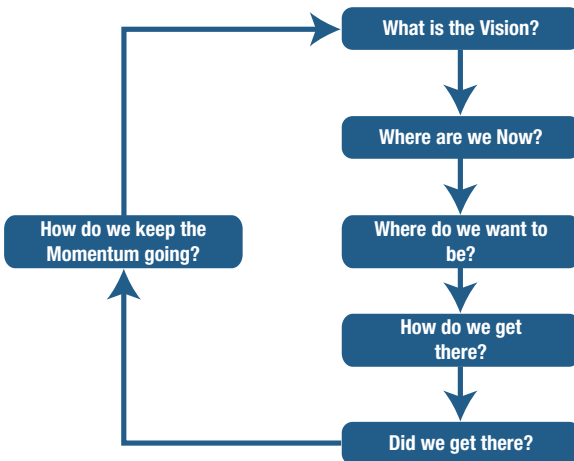 What is the Vision?
Where are we Now?
How do we keep the
Momentum going?
Where do we want to
be?
How do we get
there?
Did we get there?